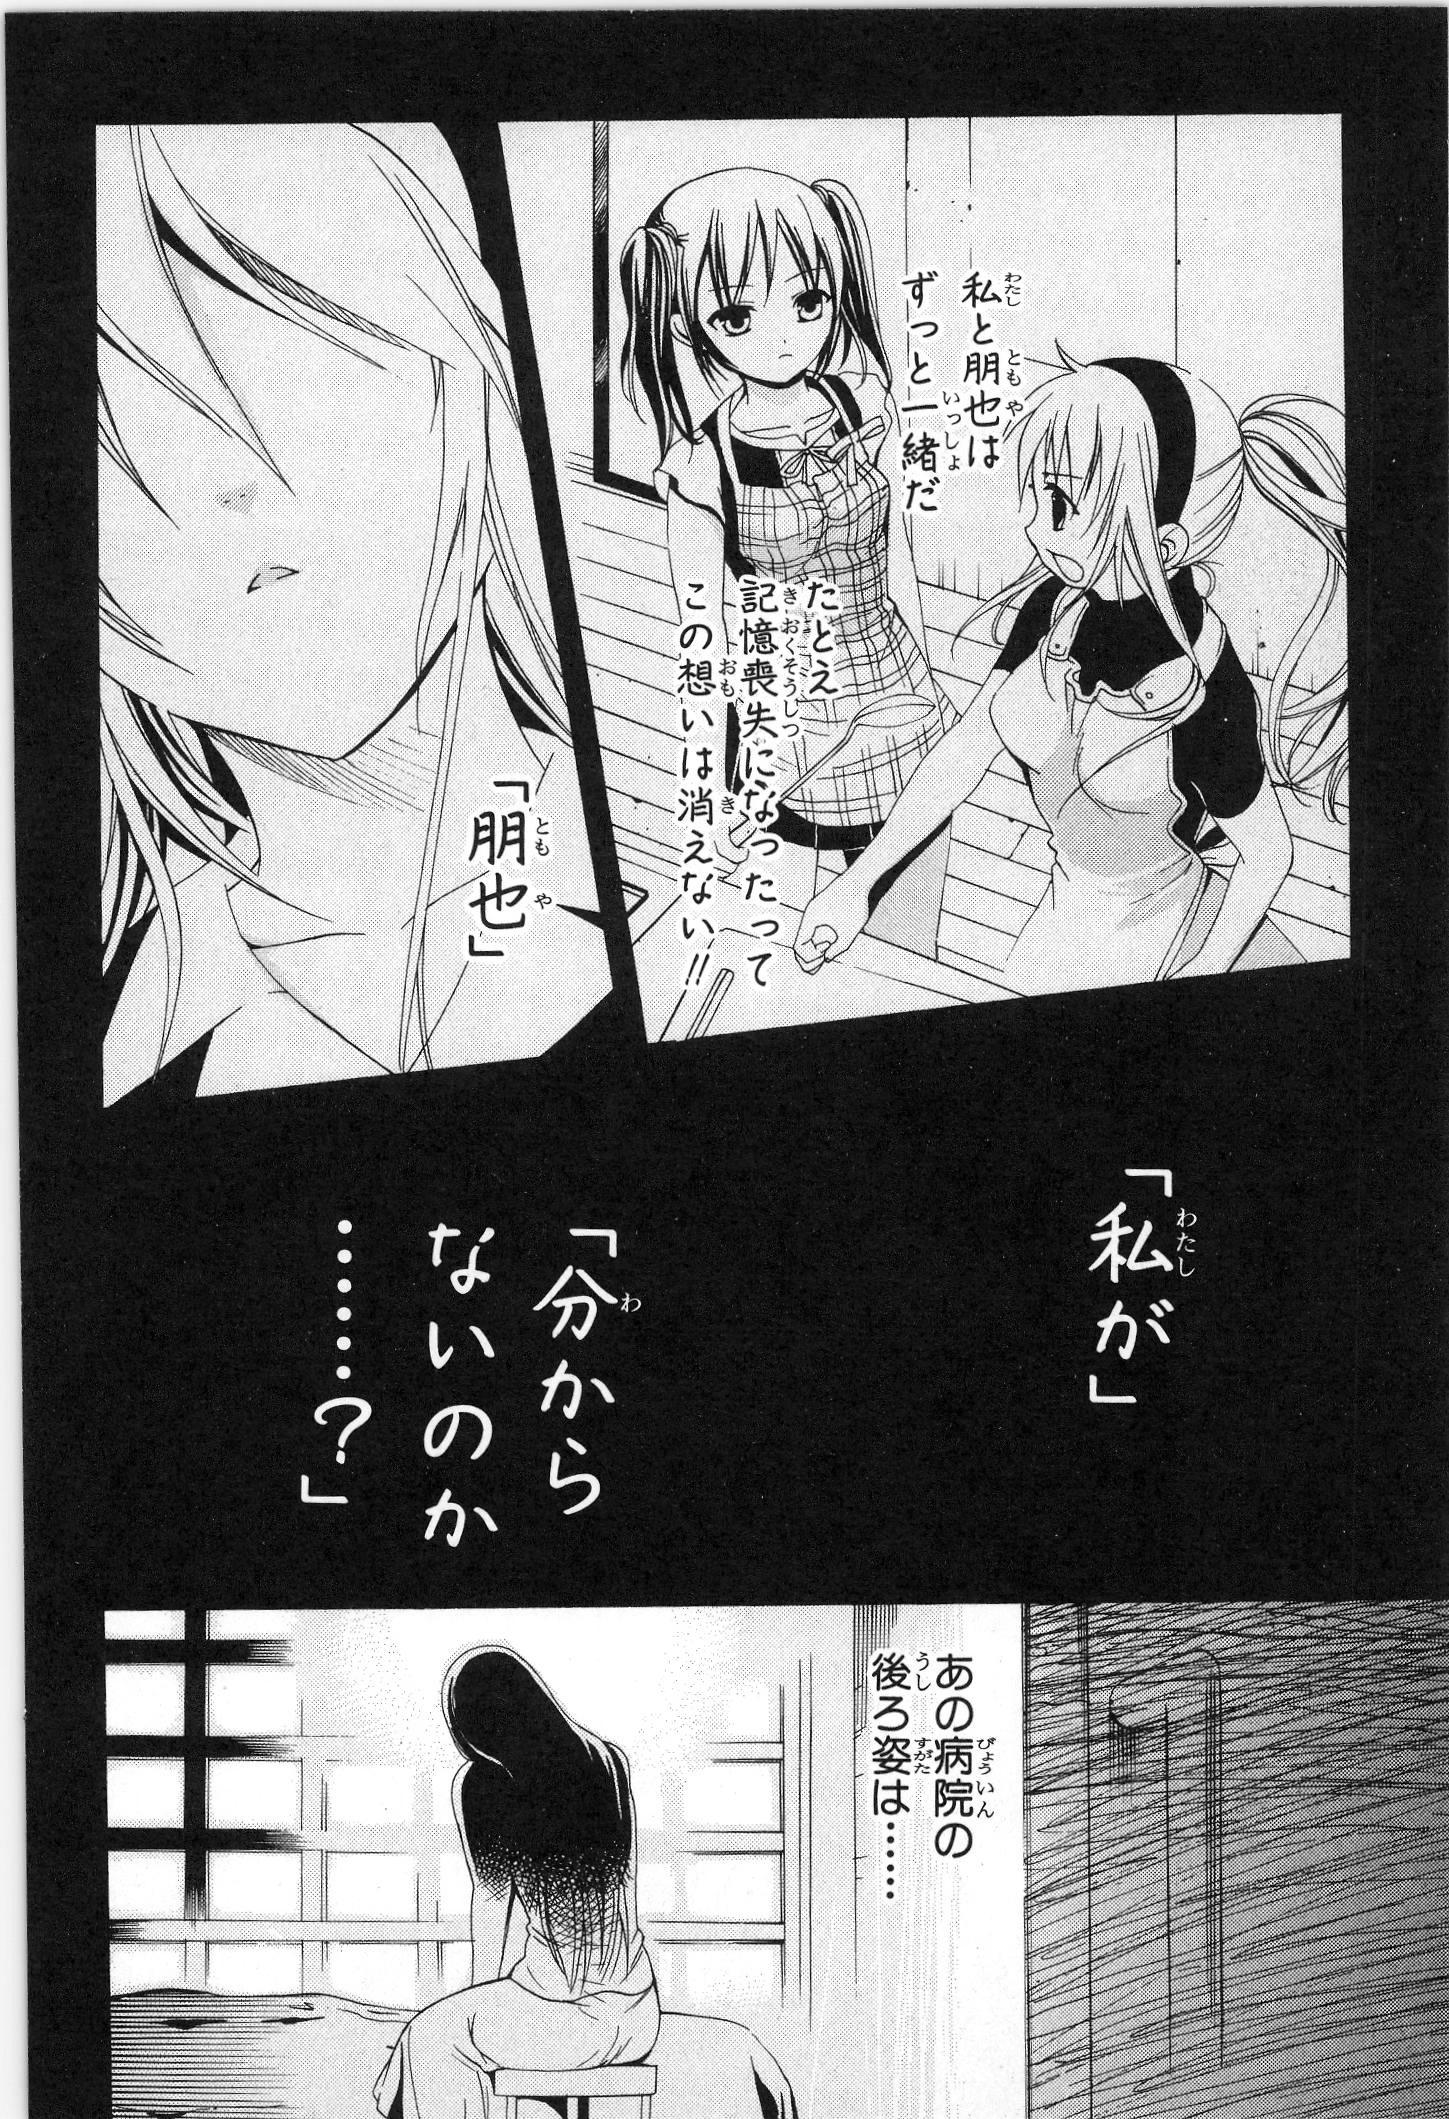 私と朋也は
ずっと一緒だ
たとえ
記憶喪失になったって
この想いは消えない!!
「朋也」
「私が」
「分から
ないのか
……?」
あの病院の
後ろ姿は……